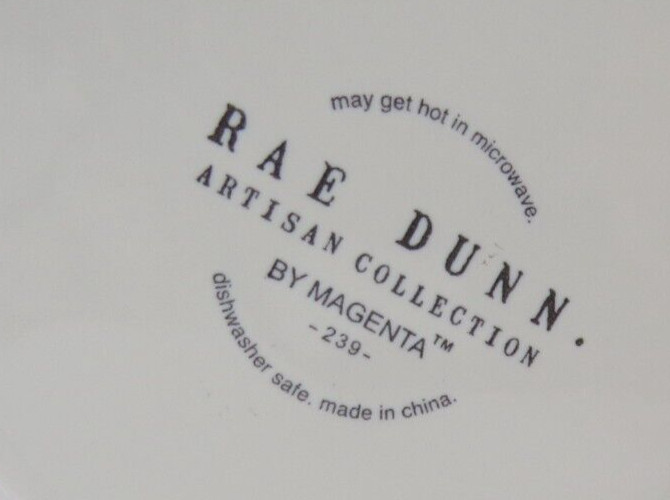 may get hot in microwave.
RAE DUNN.
ARTISAN COLLECTION
BY MAGENTA™
-239-
dishwasher safe. made in china.